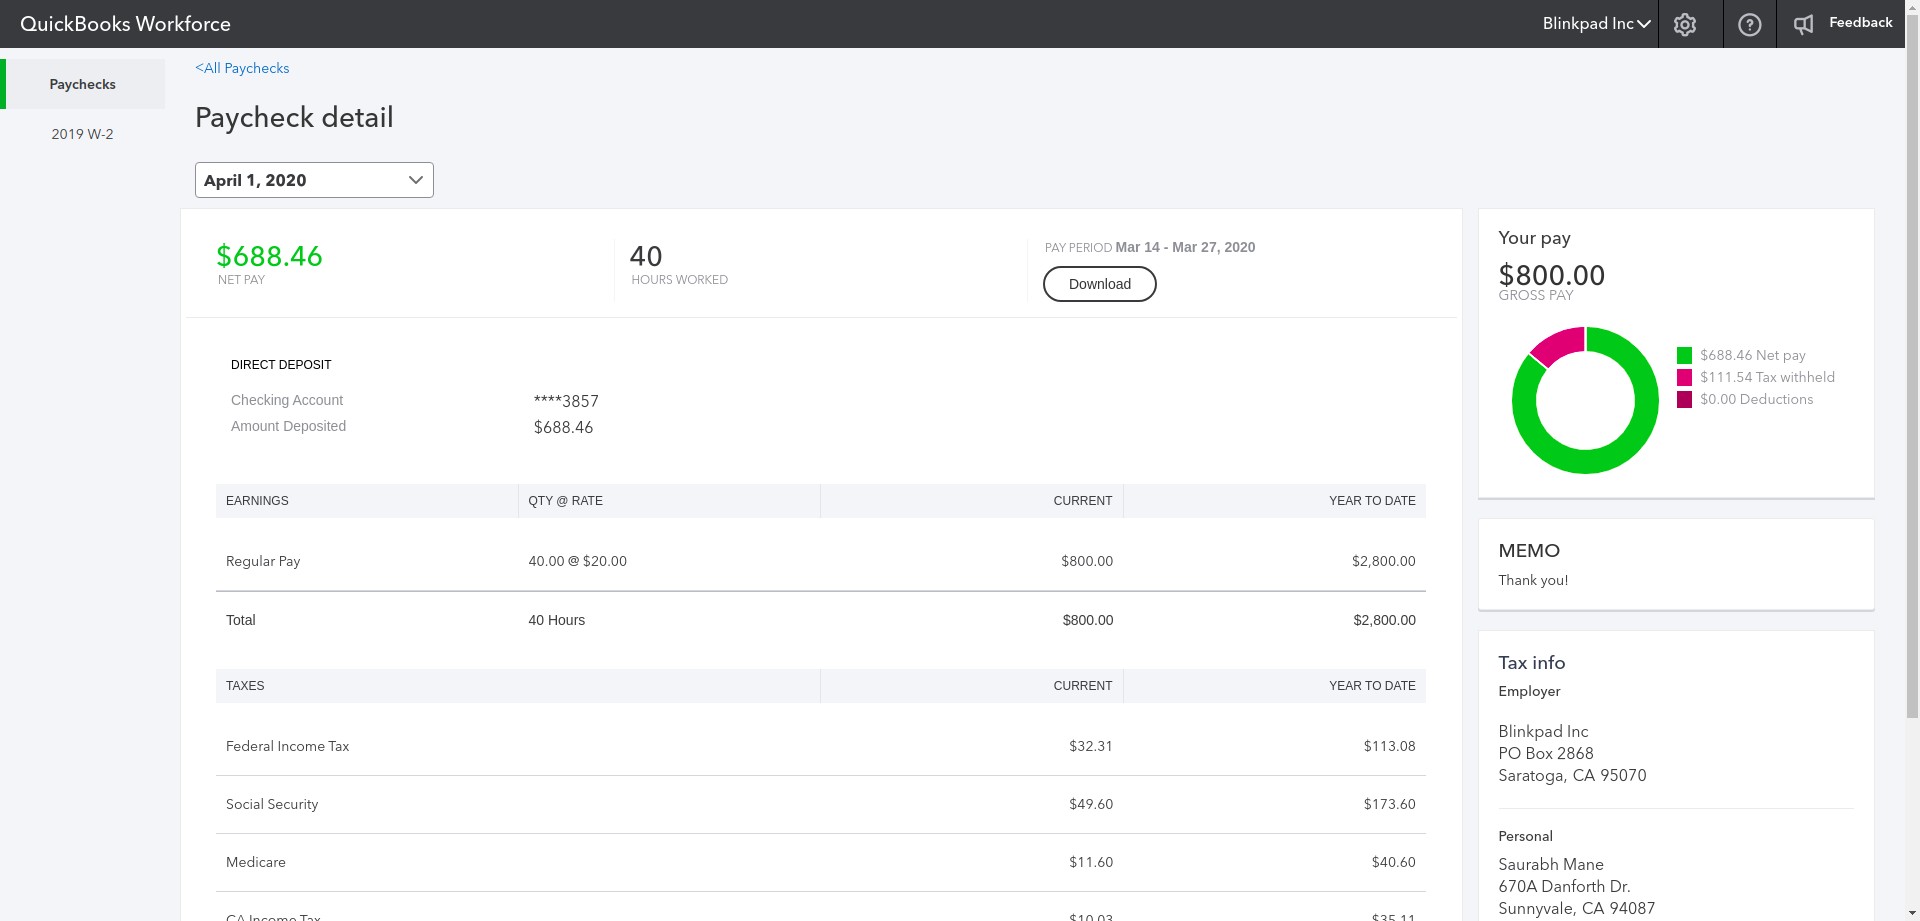 QuickBooks Workforce
Blinkpad Inc
Feedback
Paychecks
2019 W-2
<All Paychecks
Paycheck detail
April 1, 2020
$688.46
NET PAY
40
HOURS WORKED
PAY PERIOD Mar 14 - Mar 27, 2020
Download
DIRECT DEPOSIT
Checking Account ****3857
Amount Deposited $688.46
EARNINGS QTY @ RATE CURRENT YEAR TO DATE
Regular Pay 40.00 @ $20.00 $800.00 $2,800.00
Total 40 Hours $800.00 $2,800.00
TAXES CURRENT YEAR TO DATE
Federal Income Tax $32.31 $113.08
Social Security $49.60 $173.60
Medicare $11.60 $40.60
CA Income Tax $10.03 $35.11
Your pay
$800.00
GROSS PAY
$688.46 Net pay
$111.54 Tax withheld
$0.00 Deductions
MEMO
Thank you!
Tax info
Employer
Blinkpad Inc
PO Box 2868
Saratoga, CA 95070
Personal
Saurabh Mane
670A Danforth Dr.
Sunnyvale, CA 94087